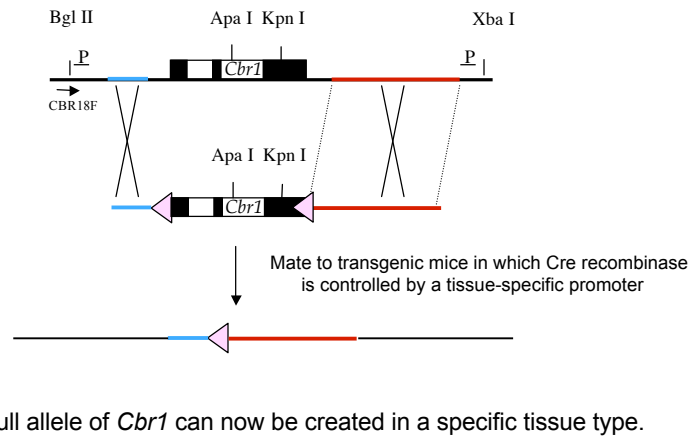 Bgl II Apa I Kpn I Xba I
P P
Cbr1
CBR18F
Apa I Kpn I
Cbr1
Mate to transgenic mice in which Cre recombinase
is controlled by a tissue-specific promoter
ull allele of Cbr1 can now be created in a specific tissue type.